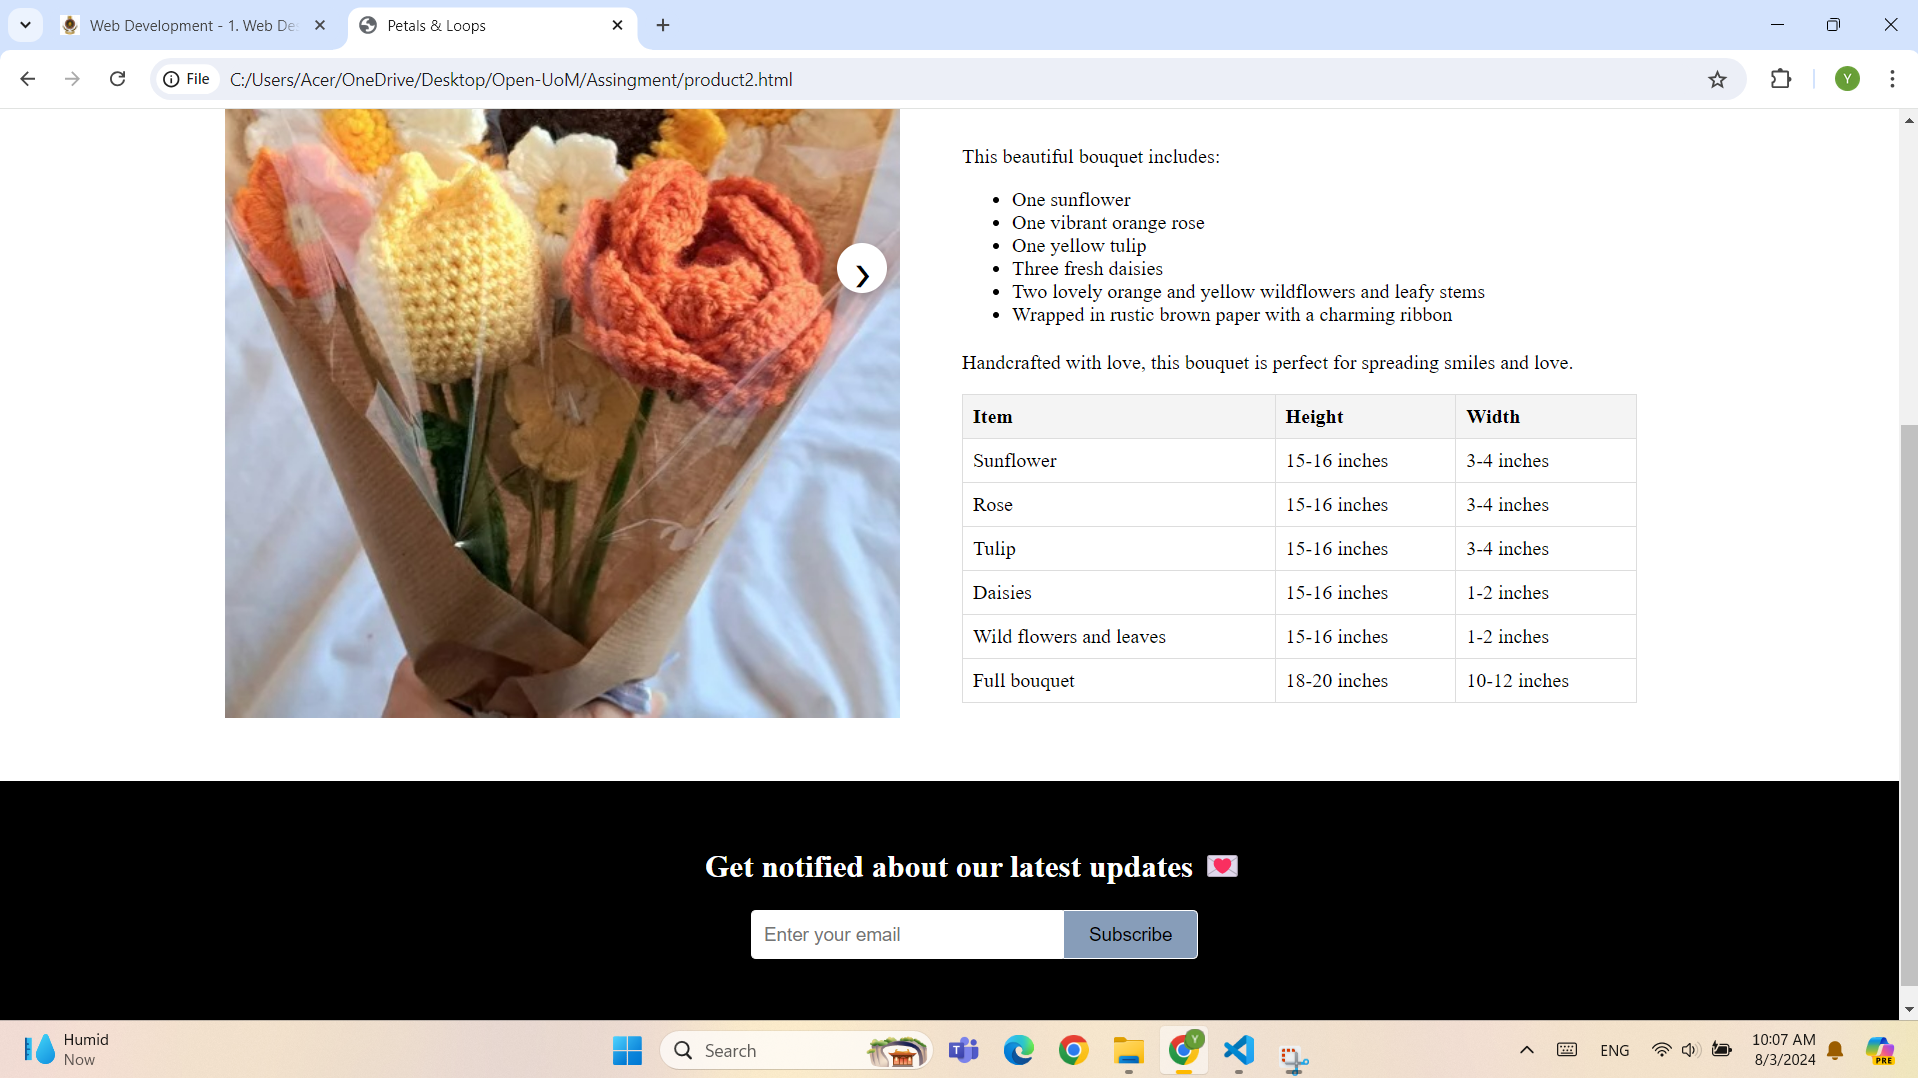 Web Development - 1. Web De
Petals & Loops
File
C:/Users/Acer/OneDrive/Desktop/Open-UoM/Assingment/product2.html
Y
This beautiful bouquet includes:
• One sunflower
• One vibrant orange rose
• One yellow tulip
• Three fresh daisies
• Two lovely orange and yellow wildflowers and leafy stems
• Wrapped in rustic brown paper with a charming ribbon
Handcrafted with love, this bouquet is perfect for spreading smiles and love.
Item Height Width
Sunflower 15-16 inches 3-4 inches
Rose 15-16 inches 3-4 inches
Tulip 15-16 inches 3-4 inches
Daisies 15-16 inches 1-2 inches
Wild flowers and leaves 15-16 inches 1-2 inches
Full bouquet 18-20 inches 10-12 inches
Get notified about our latest updates 💌
Enter your email
Subscribe
Humid
Now
Search
Y
ENG
10:07 AM
8/3/2024
PRE